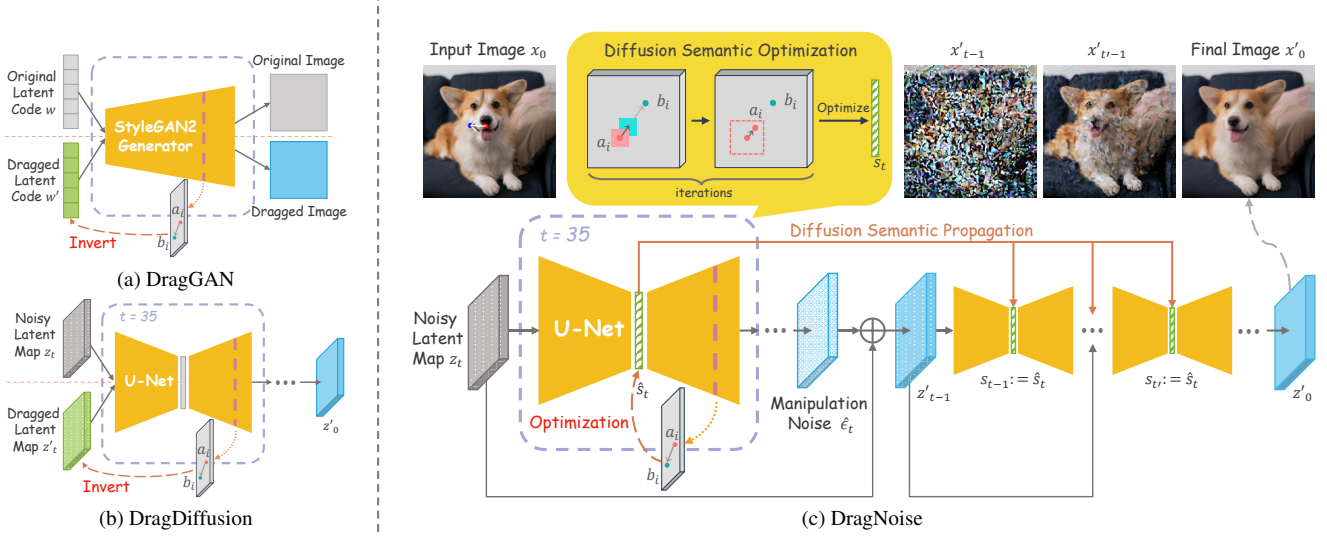 Original
Latent
Code w
Dragged
Latent
Code w'
StyleGAN2
Generator
Original Image
Dragged Image
a_i
b_i
Invert
(a) DragGAN
Noisy
Latent
Map z_t
Dragged
Latent
Map z'_t
t = 35
U-Net
a_i
b_i
Invert
z'_0
(b) DragDiffusion
Input Image x_0
Diffusion Semantic Optimization
a_i
b_i
a_i
b_i
Optimize
s_t
iterations
x'_{t−1}
x'_{t'−1}
Final Image x'_0
t = 35
Diffusion Semantic Propagation
Noisy
Latent
Map z_t
U-Net
ŝ_t
Optimization
a_i
b_i
Manipulation
Noise ε̂_t
z'_{t−1}
s_{t−1} := ŝ_t
s_{t'} := ŝ_t
z'_0
(c) DragNoise